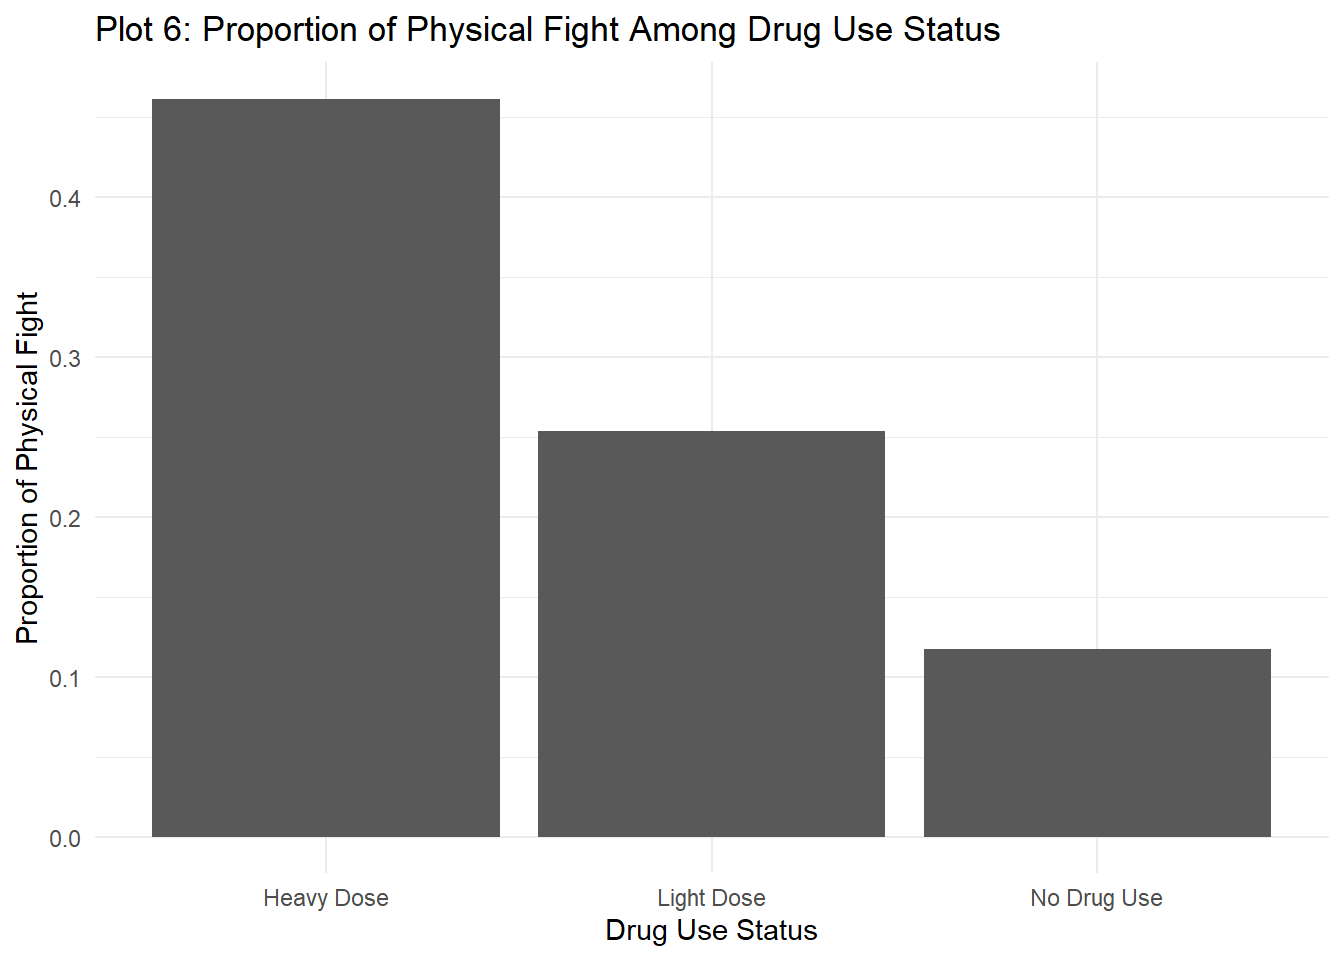 Plot 6: Proportion of Physical Fight Among Drug Use Status
Proportion of Physical Fight
0.4
0.3
0.2
0.1
0.0
Heavy Dose
Light Dose
No Drug Use
Drug Use Status